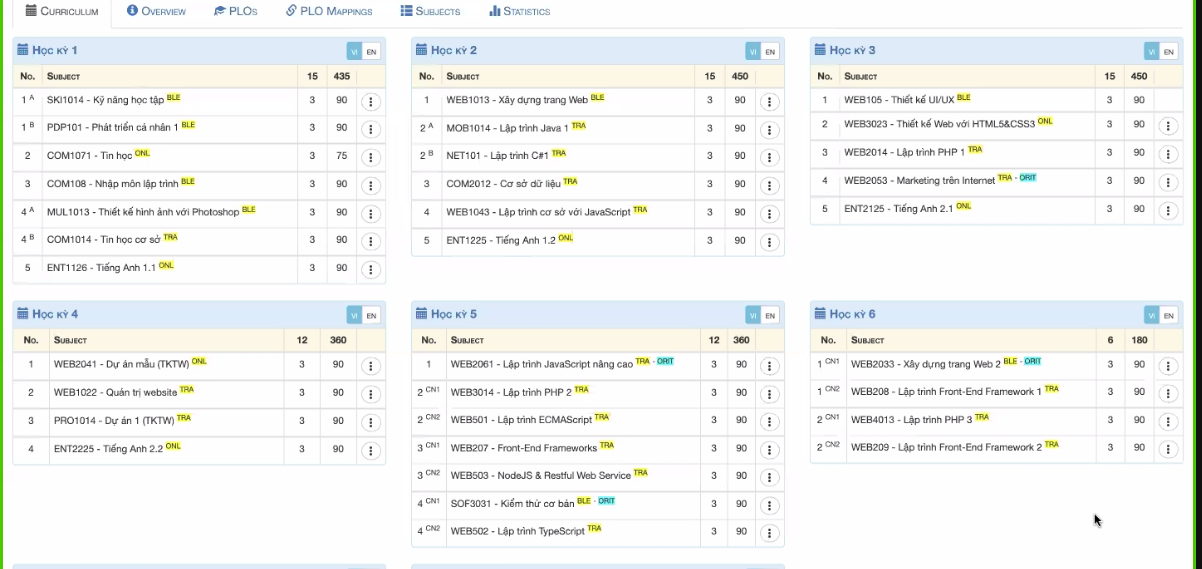 Curriculum Overview PLOs PLO Mappings Subjects Statistics
Học kỳ 1 VI EN
No. Subject 15 435
1 A SKI1014 - Kỹ năng học tập BLE 3 90
1 B PDP101 - Phát triển cá nhân 1 BLE 3 90
2 COM1071 - Tin học ONL 3 75
3 COM108 - Nhập môn lập trình BLE 3 90
4 A MUL1013 - Thiết kế hình ảnh với Photoshop BLE 3 90
4 B COM1014 - Tin học cơ sở TRA 3 90
5 ENT1126 - Tiếng Anh 1.1 ONL 3 90
Học kỳ 2 VI EN
No. Subject 15 450
1 WEB1013 - Xây dựng trang Web BLE 3 90
2 A MOB1014 - Lập trình Java 1 TRA 3 90
2 B NET101 - Lập trình C#1 TRA 3 90
3 COM2012 - Cơ sở dữ liệu TRA 3 90
4 WEB1043 - Lập trình cơ sở với JavaScript TRA 3 90
5 ENT1225 - Tiếng Anh 1.2 ONL 3 90
Học kỳ 3 VI EN
No. Subject 15 450
1 WEB105 - Thiết kế UI/UX BLE 3 90
2 WEB3023 - Thiết kế Web với HTML5&CSS3 ONL 3 90
3 WEB2014 - Lập trình PHP 1 TRA 3 90
4 WEB2053 - Marketing trên Internet TRA - ORIT 3 90
5 ENT2125 - Tiếng Anh 2.1 ONL 3 90
Học kỳ 4 VI EN
No. Subject 12 360
1 WEB2041 - Dự án mẫu (TKTW) ONL 3 90
2 WEB1022 - Quản trị website TRA 3 90
3 PRO1014 - Dự án 1 (TKTW) TRA 3 90
4 ENT2225 - Tiếng Anh 2.2 ONL 3 90
Học kỳ 5 VI EN
No. Subject 12 360
1 WEB2061 - Lập trình JavaScript nâng cao TRA - ORIT 3 90
2 CN1 WEB3014 - Lập trình PHP 2 TRA 3 90
2 CN2 WEB501 - Lập trình ECMAScript TRA 3 90
3 CN1 WEB207 - Front-End Frameworks TRA 3 90
3 CN2 WEB503 - NodeJS & Restful Web Service TRA 3 90
4 CN1 SOF3031 - Kiểm thử cơ bản BLE - ORIT 3 90
4 CN2 WEB502 - Lập trình TypeScript TRA 3 90
Học kỳ 6 VI EN
No. Subject 6 180
1 CN1 WEB2033 - Xây dựng trang Web 2 BLE - ORIT 3 90
1 CN2 WEB208 - Lập trình Front-End Framework 1 TRA 3 90
2 CN1 WEB4013 - Lập trình PHP 3 TRA 3 90
2 CN2 WEB209 - Lập trình Front-End Framework 2 TRA 3 90